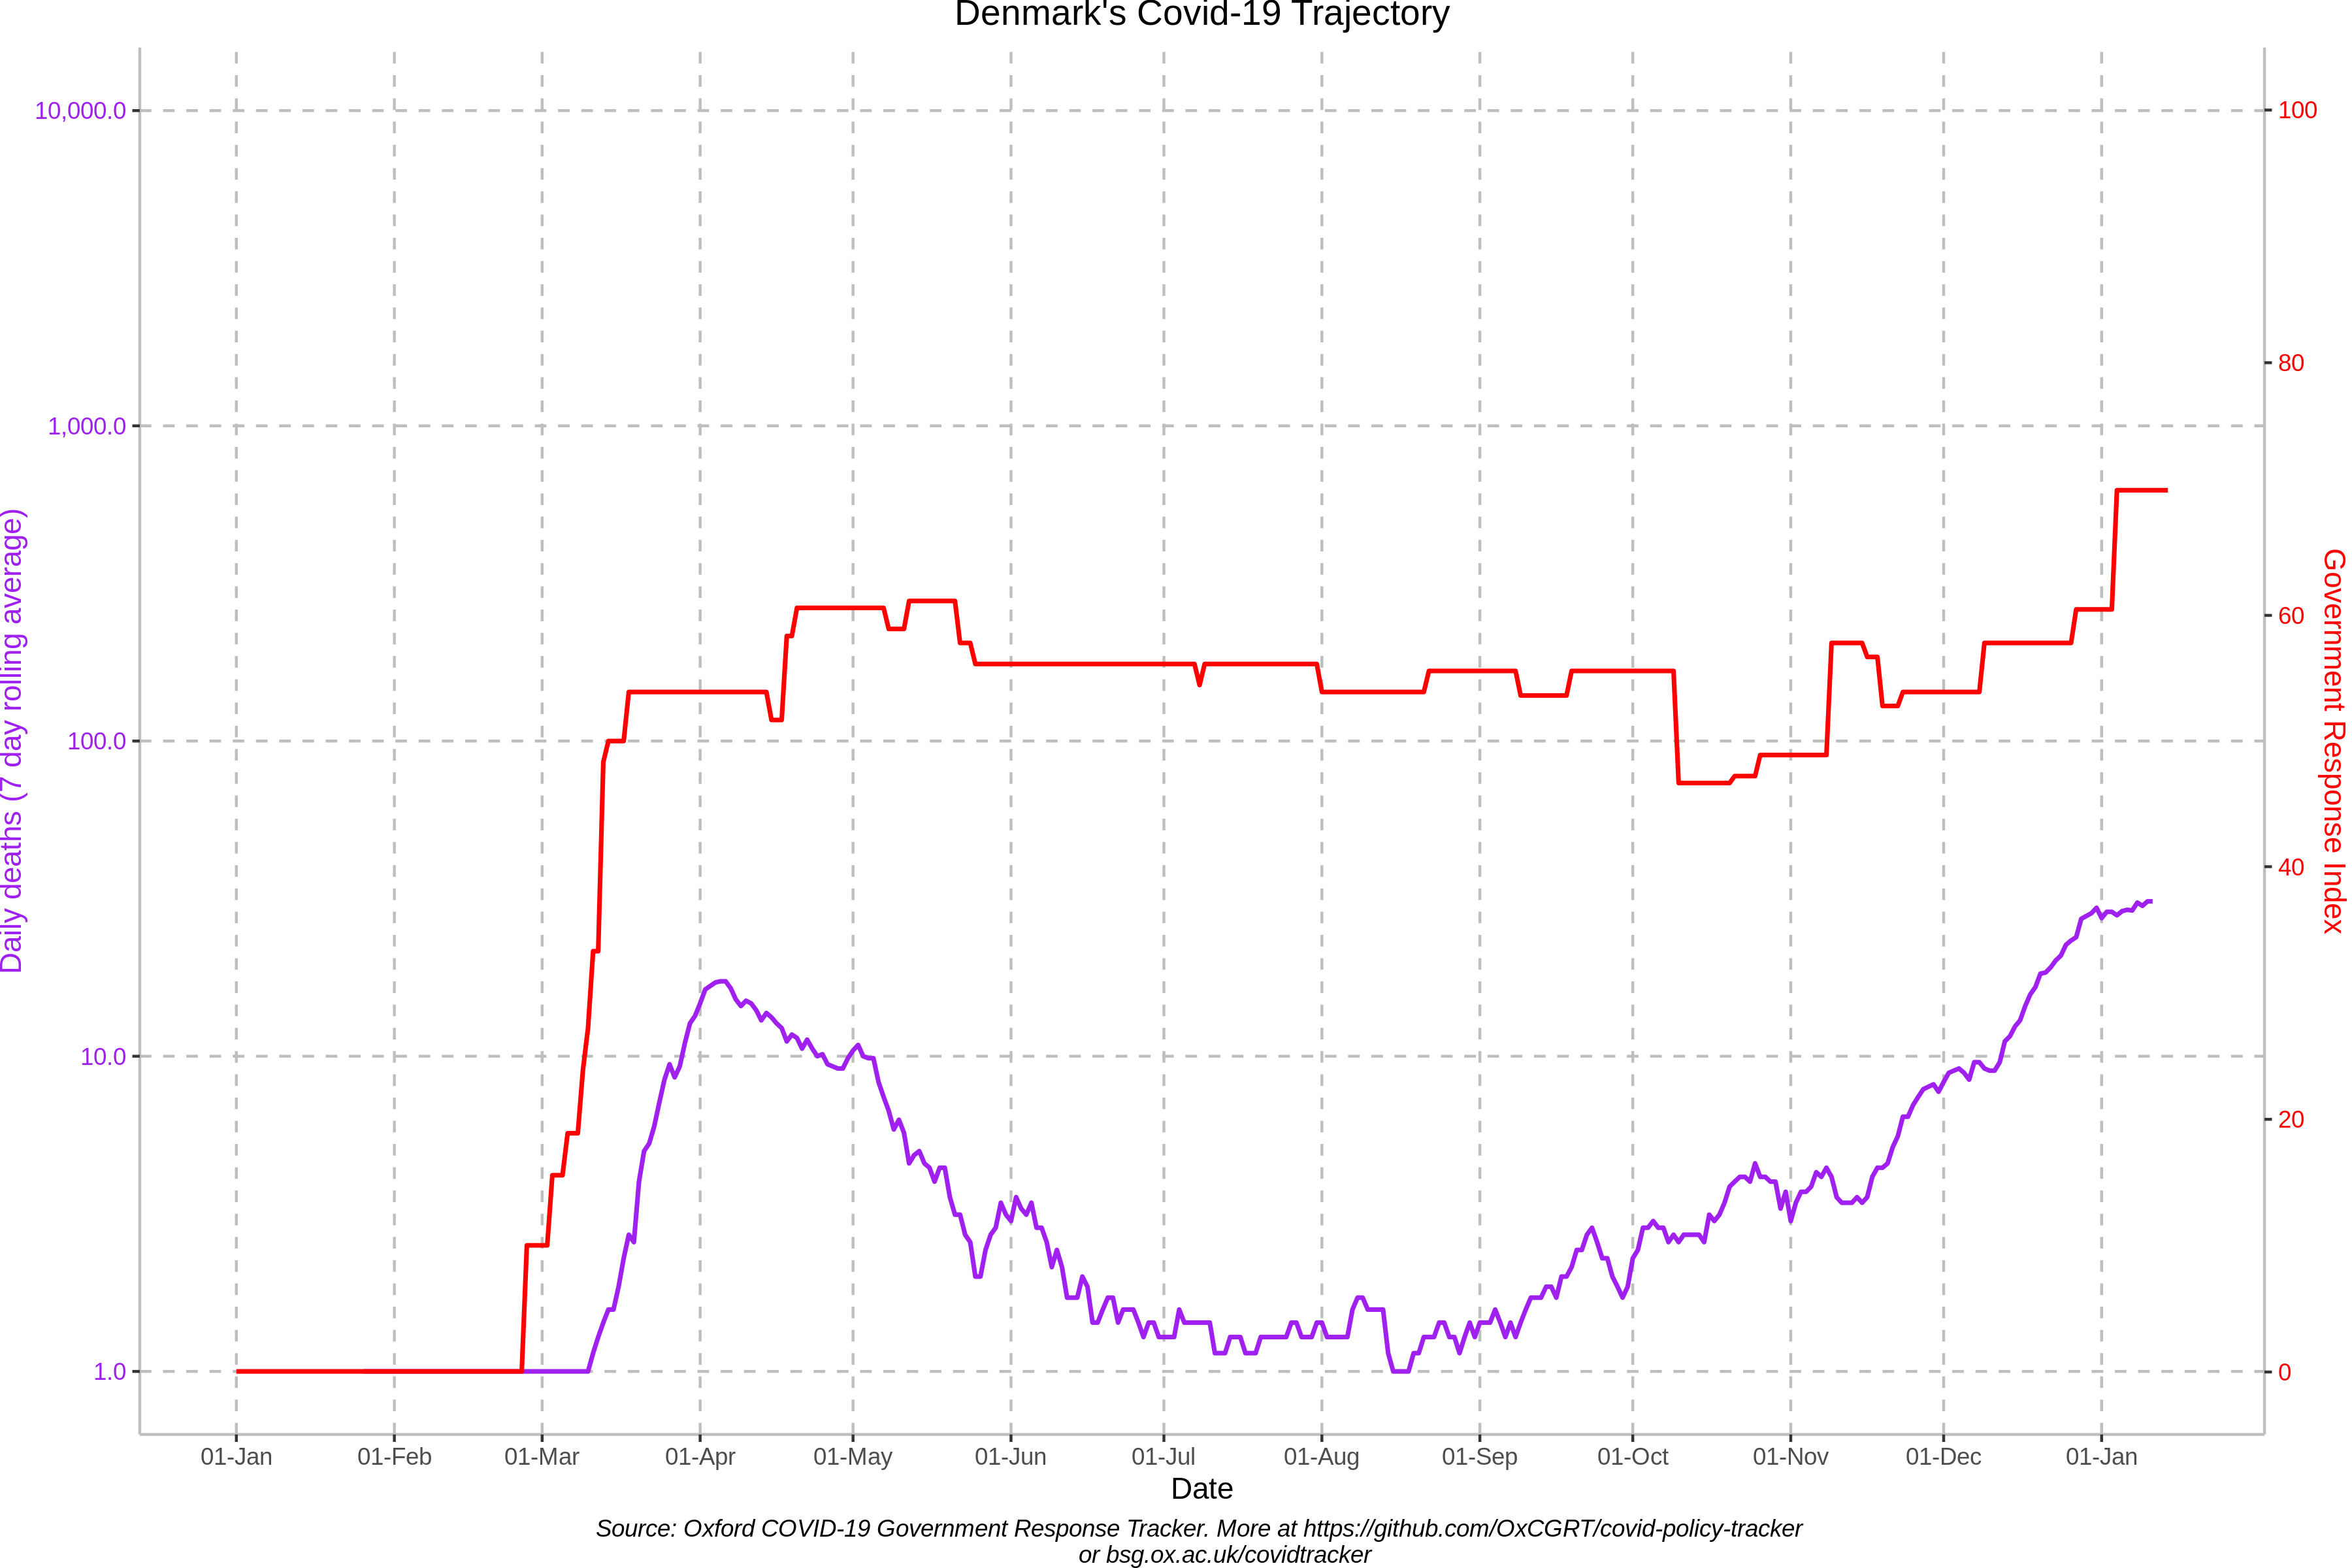 Denmark's Covid-19 Trajectory
10,000.0
1,000.0
100.0
10.0
1.0
Daily deaths (7 day rolling average)
100
80
60
40
20
0
Government Response Index
01-Jan 01-Feb 01-Mar 01-Apr 01-May 01-Jun 01-Jul 01-Aug 01-Sep 01-Oct 01-Nov 01-Dec 01-Jan
Date
Source: Oxford COVID-19 Government Response Tracker. More at https://github.com/OxCGRT/covid-policy-tracker
or bsg.ox.ac.uk/covidtracker